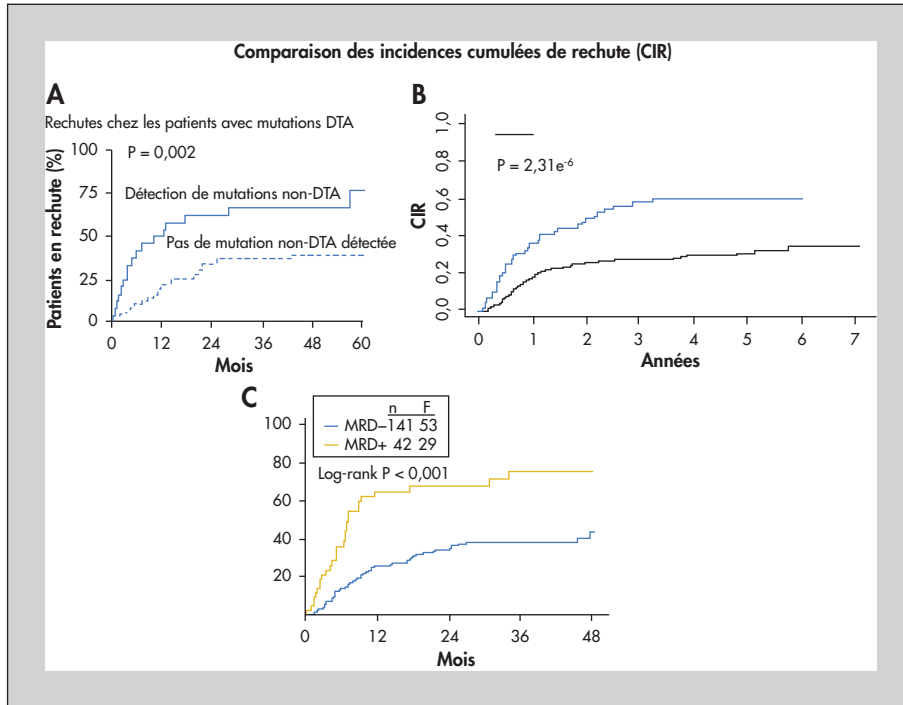 Comparaison des incidences cumulées de rechute (CIR)
A
Rechutes chez les patients avec mutations DTA
P = 0,002
Patients en rechute (%)
100
75
50
25
0
Détection de mutations non-DTA
Pas de mutation non-DTA détectée
0 12 24 36 48 60
Mois
B
CIR
1,0
0,8
0,6
0,4
0,2
0,0
P = 2,31e-6
0 1 2 3 4 5 6 7
Années
C
n F
MRD– 141 53
MRD+ 42 29
Log-rank P < 0,001
100
80
60
40
20
0 12 24 36 48
Mois